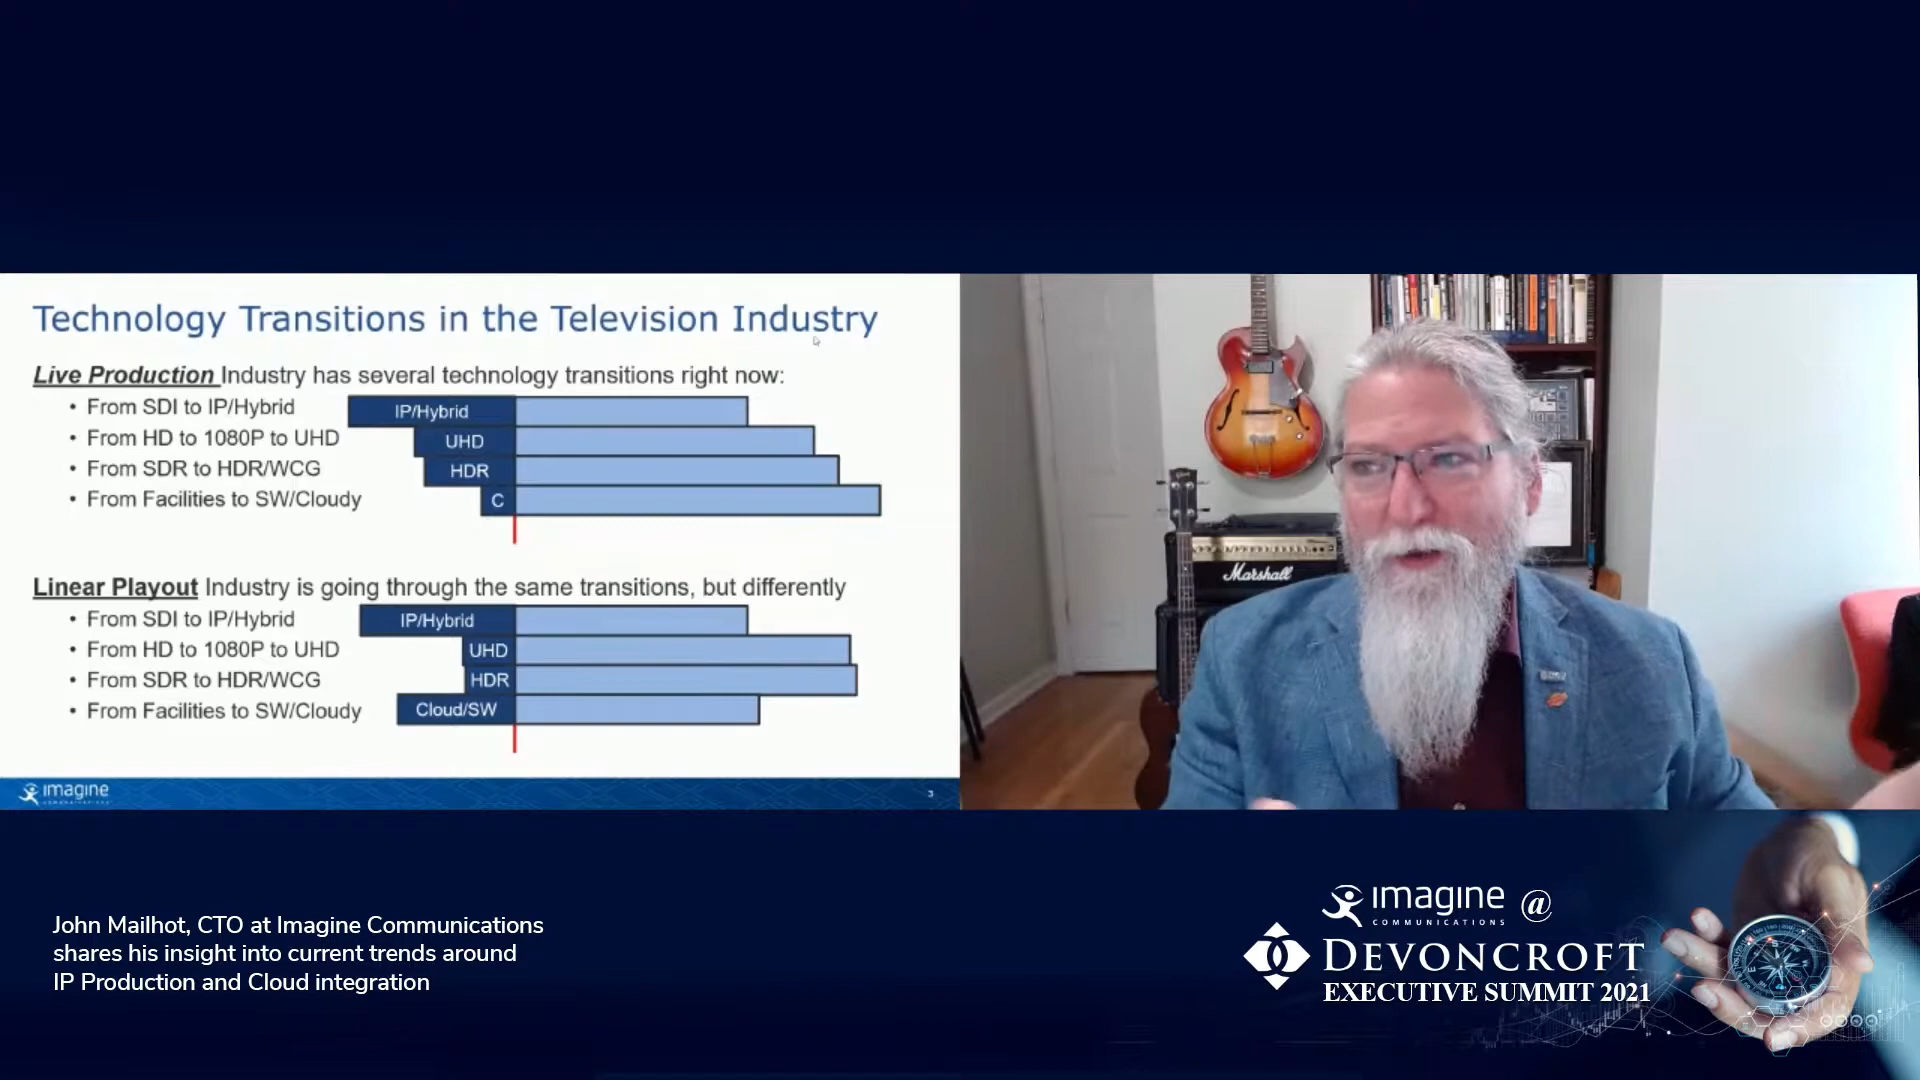 Technology Transitions in the Television Industry
Live Production Industry has several technology transitions right now:
• From SDI to IP/Hybrid
IP/Hybrid
• From HD to 1080P to UHD
UHD
• From SDR to HDR/WCG
HDR
• From Facilities to SW/Cloudy
C
Linear Playout Industry is going through the same transitions, but differently
• From SDI to IP/Hybrid
IP/Hybrid
• From HD to 1080P to UHD
UHD
• From SDR to HDR/WCG
HDR
• From Facilities to SW/Cloudy
Cloud/SW
imagine
COMMUNICATIONS
3
Marshall
John Mailhot, CTO at Imagine Communications
shares his insight into current trends around
IP Production and Cloud integration
imagine @
COMMUNICATIONS
DEVONCROFT
EXECUTIVE SUMMIT 2021